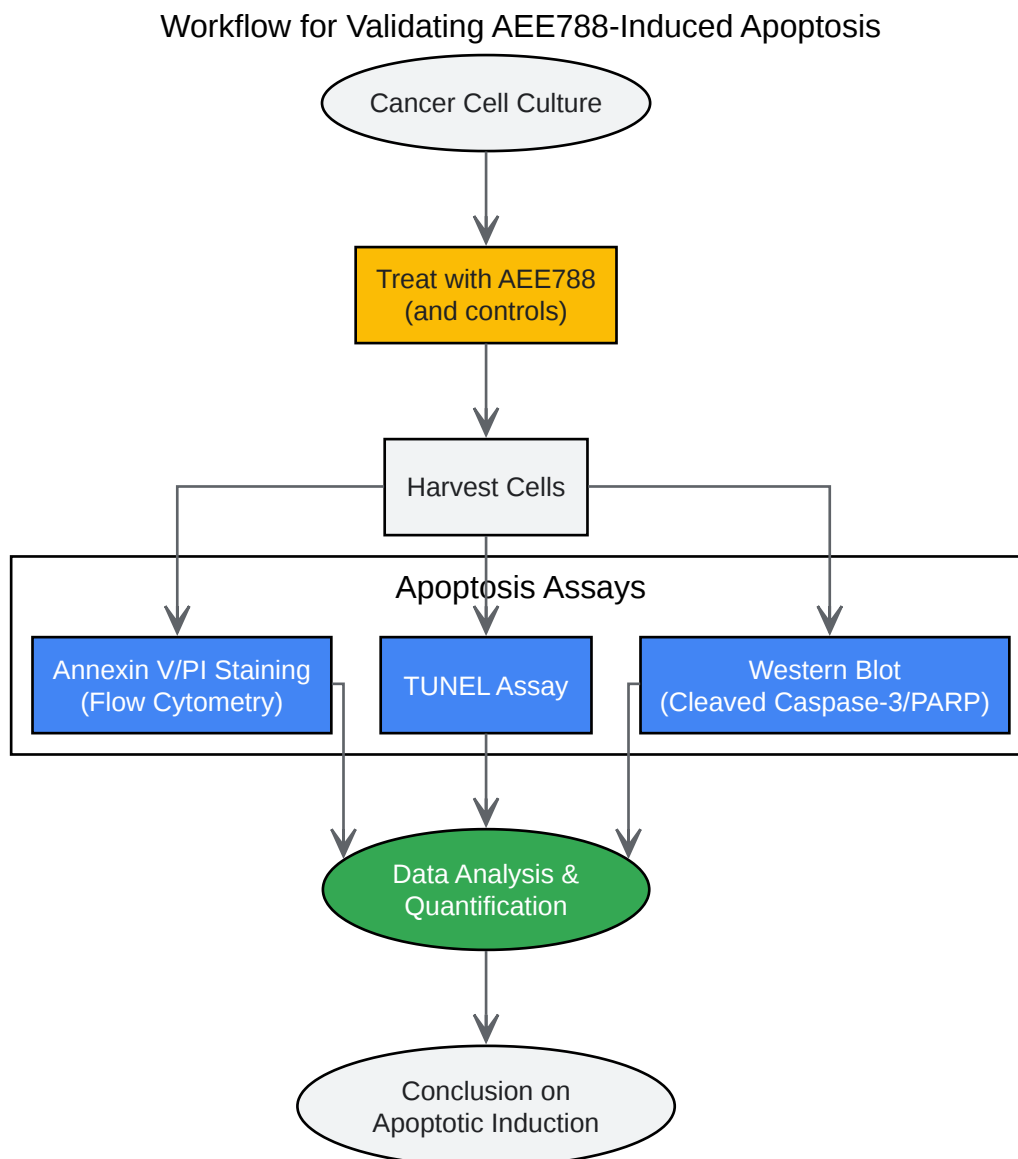 Workflow for Validating AEE788-Induced Apoptosis
Cancer Cell Culture
Treat with AEE788
(and controls)
Harvest Cells
Apoptosis Assays
Annexin V/PI Staining
(Flow Cytometry)
TUNEL Assay
Western Blot
(Cleaved Caspase-3/PARP)
Data Analysis &
Quantification
Conclusion on
Apoptotic Induction